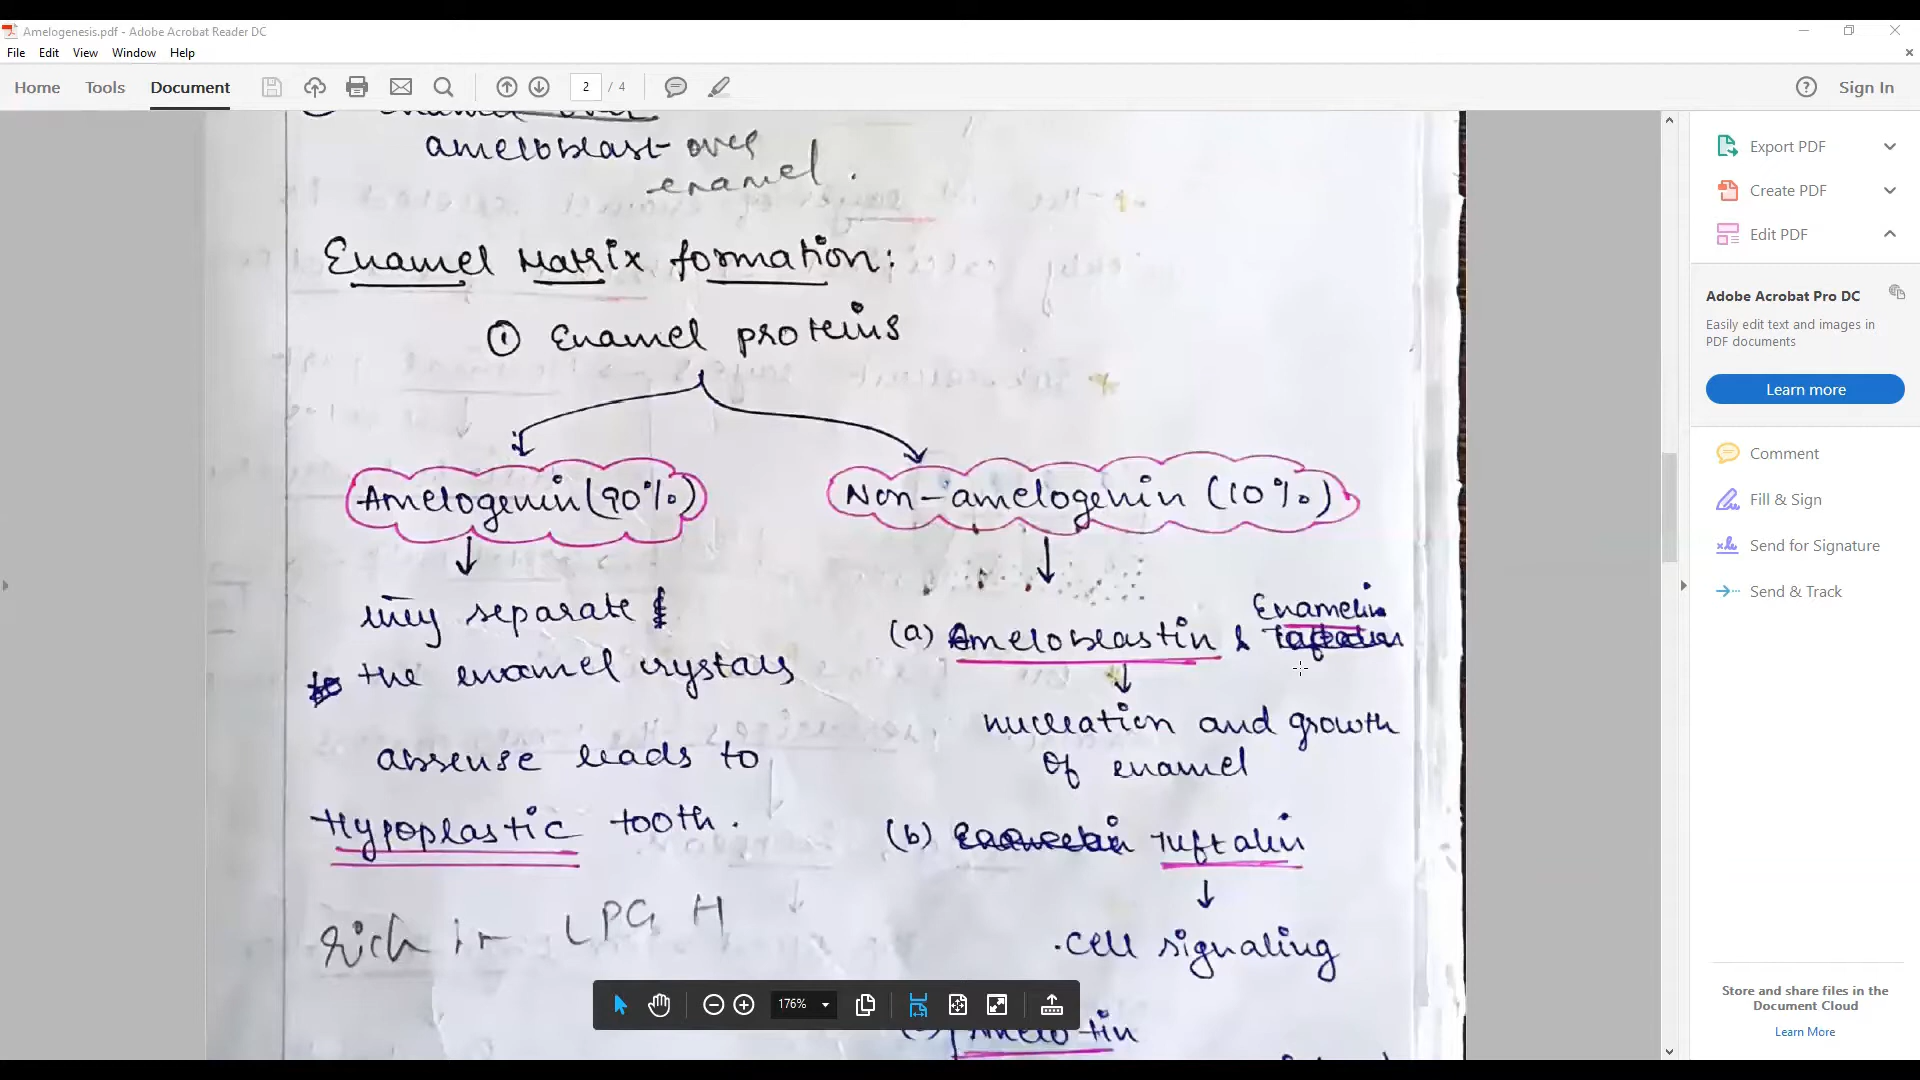 Amelogenesis.pdf - Adobe Acrobat Reader DC
File Edit View Window Help
Home Tools Document 2 / 4 Sign In
ameloblast over
enamel.
Enamel Matrix formation:
① Enamel proteins
Amelogenin (90%)
Non-amelogenin (10%)
they separate
the enamel crystals
absense leads to
Hypoplastic tooth.
rich in LPG H
Enamelin
(a) Ameloblastin &
nucleation and growth
of enamel
(b) Tuftalin
.cell signaling
Amelotin
176%
Export PDF
Create PDF
Edit PDF
Adobe Acrobat Pro DC
Easily edit text and images in
PDF documents
Learn more
Comment
Fill & Sign
Send for Signature
Send & Track
Store and share files in the
Document Cloud
Learn More